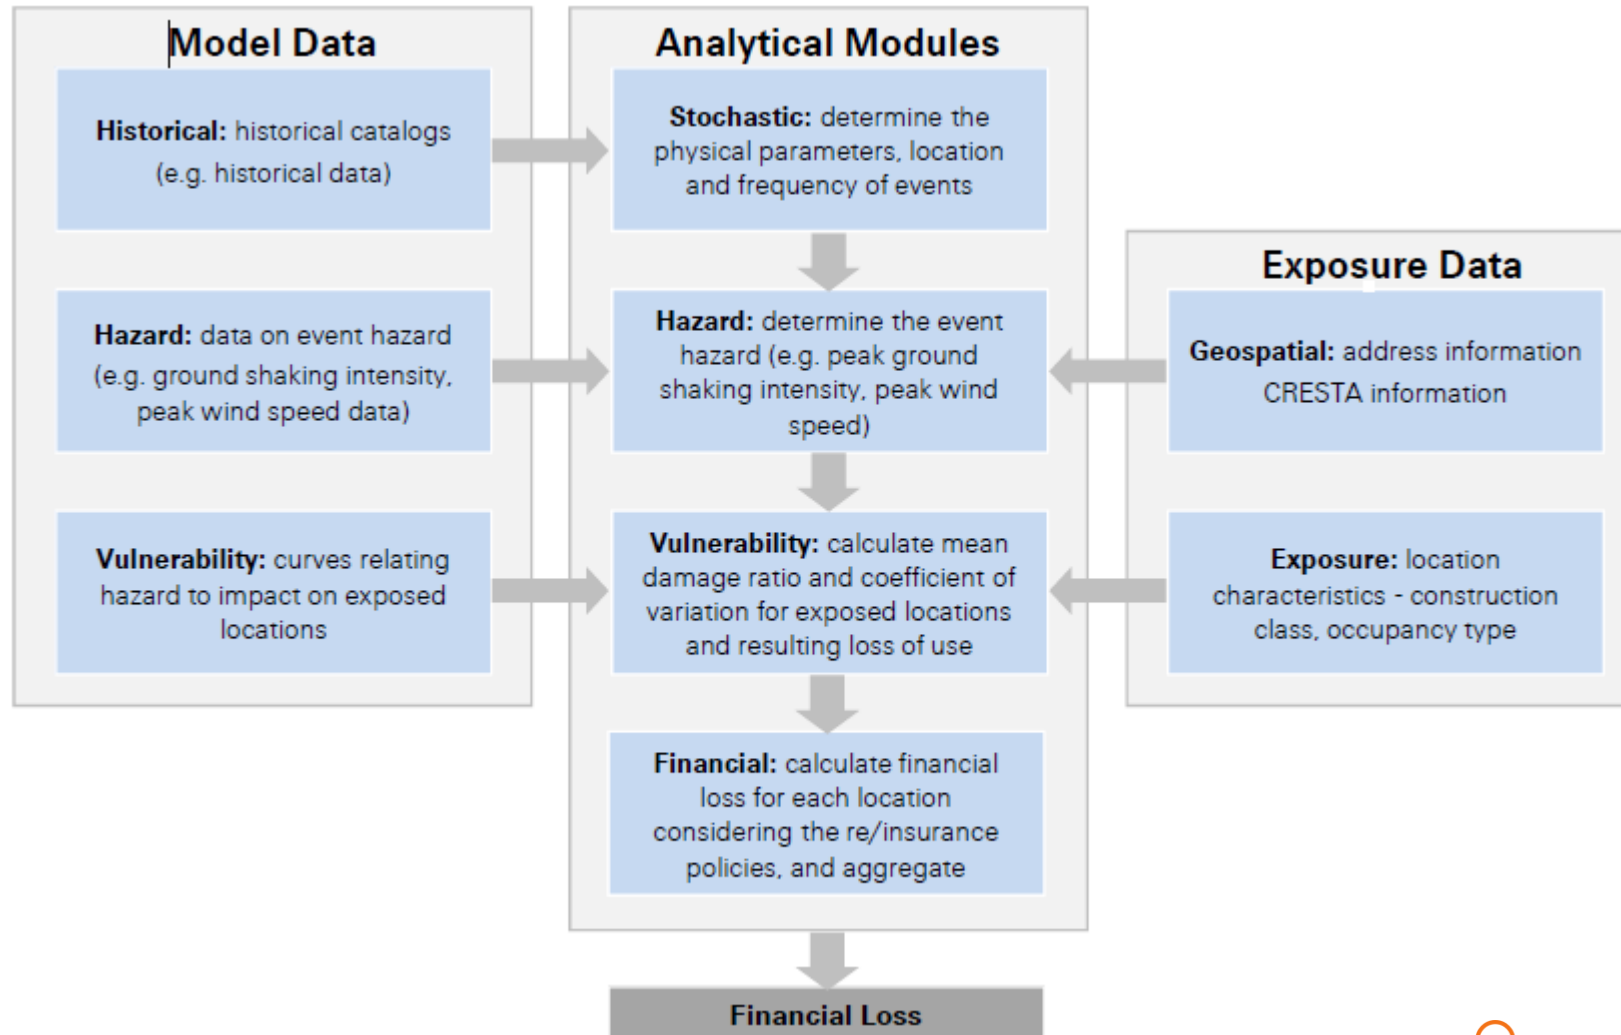 Model Data
Historical: historical catalogs
(e.g. historical data)
Hazard: data on event hazard
(e.g. ground shaking intensity,
peak wind speed data)
Vulnerability: curves relating
hazard to impact on exposed
locations
Analytical Modules
Stochastic: determine the
physical parameters, location
and frequency of events
Hazard: determine the event
hazard (e.g. peak ground
shaking intensity, peak wind
speed)
Vulnerability: calculate mean
damage ratio and coefficient of
variation for exposed locations
and resulting loss of use
Financial: calculate financial
loss for each location
considering the re/insurance
policies, and aggregate
Exposure Data
Geospatial: address information
CRESTA information
Exposure: location
characteristics - construction
class, occupancy type
Financial Loss